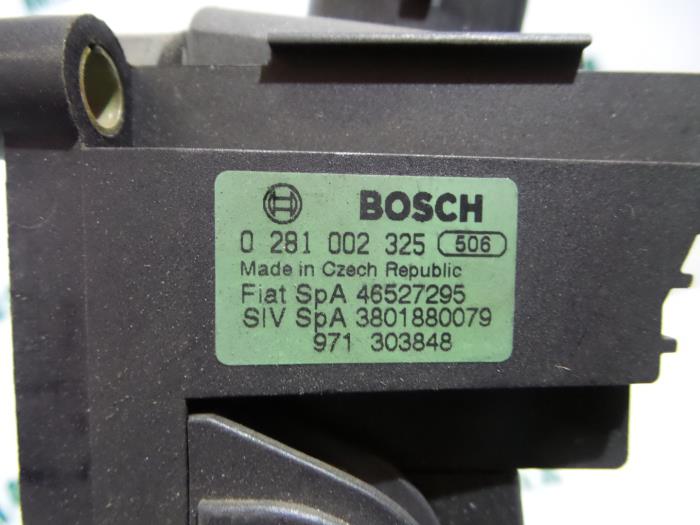 BOSCH
0 281 002 325 506
Made in Czech Republic
Fiat SpA 46527295
SIV SpA 3801880079
971 303848